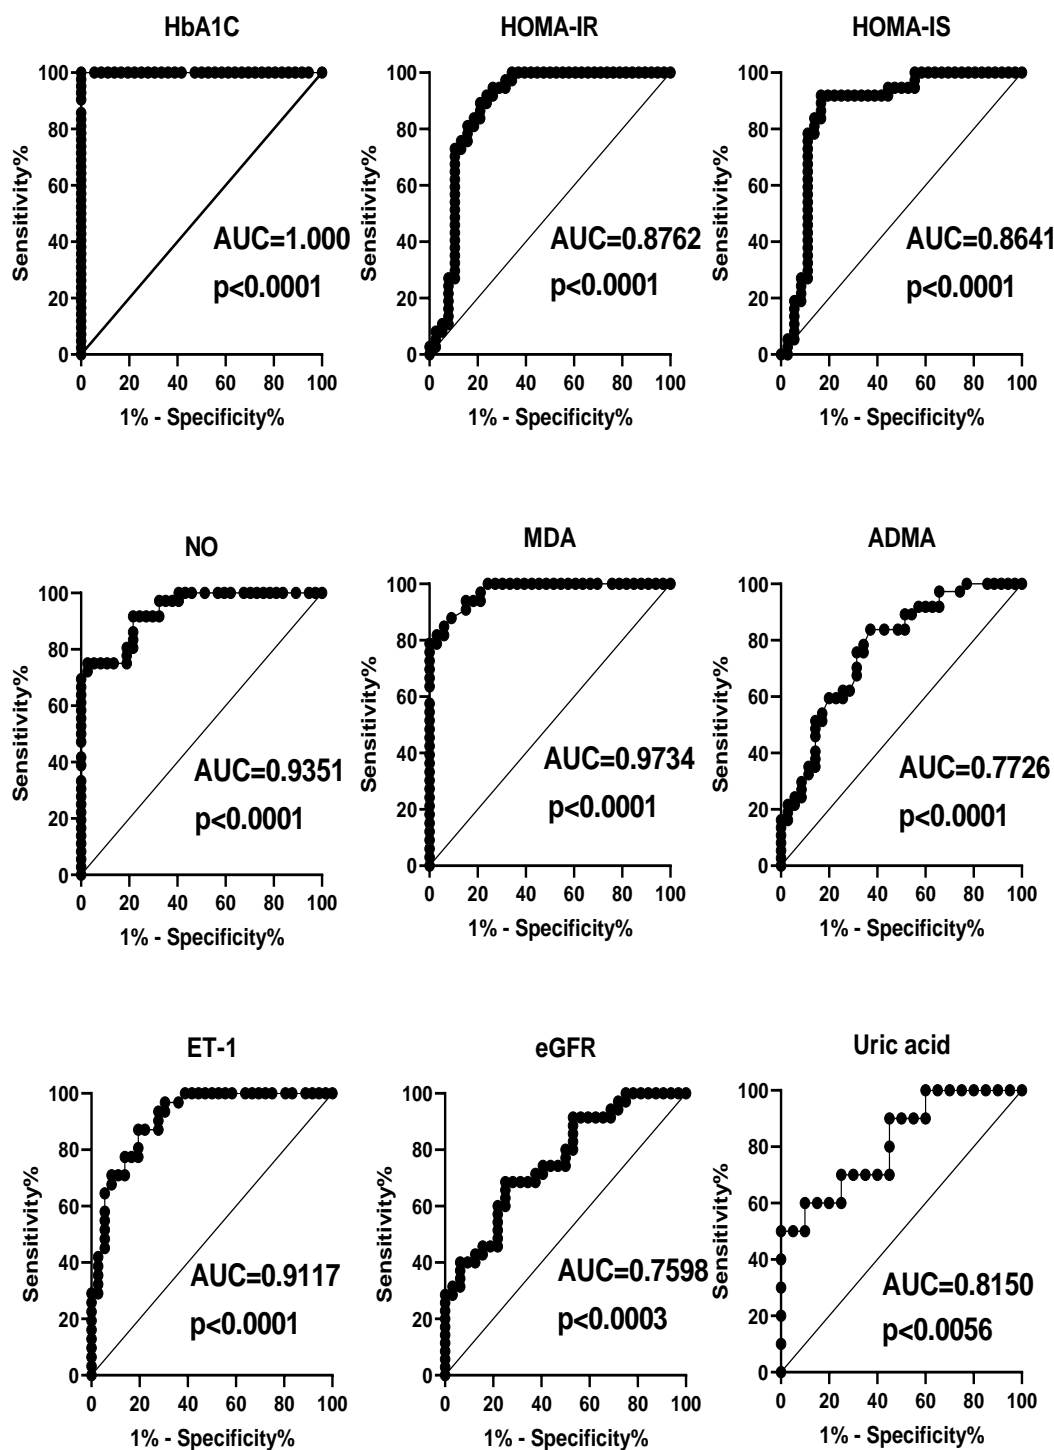 HbA1C
HOMA-IR
HOMA-IS
Sensitivity%
100
80
60
40
20
0
AUC=1.000
p<0.0001
0 20 40 60 80 100
1% - Specificity%
Sensitivity%
100
80
60
40
20
0
AUC=0.8762
p<0.0001
0 20 40 60 80 100
1% - Specificity%
Sensitivity%
100
80
60
40
20
0
AUC=0.8641
p<0.0001
0 20 40 60 80 100
1% - Specificity%
NO
MDA
ADMA
Sensitivity%
100
80
60
40
20
0
AUC=0.9351
p<0.0001
0 20 40 60 80 100
1% - Specificity%
Sensitivity%
100
80
60
40
20
0
AUC=0.9734
p<0.0001
0 20 40 60 80 100
1% - Specificity%
Sensitivity%
100
80
60
40
20
0
AUC=0.7726
p<0.0001
0 20 40 60 80 100
1% - Specificity%
ET-1
eGFR
Uric acid
Sensitivity%
100
80
60
40
20
0
AUC=0.9117
p<0.0001
0 20 40 60 80 100
1% - Specificity%
Sensitivity%
100
80
60
40
20
0
AUC=0.7598
p<0.0003
0 20 40 60 80 100
1% - Specificity%
Sensitivity%
100
80
60
40
20
0
AUC=0.8150
p<0.0056
0 20 40 60 80 100
1% - Specificity%